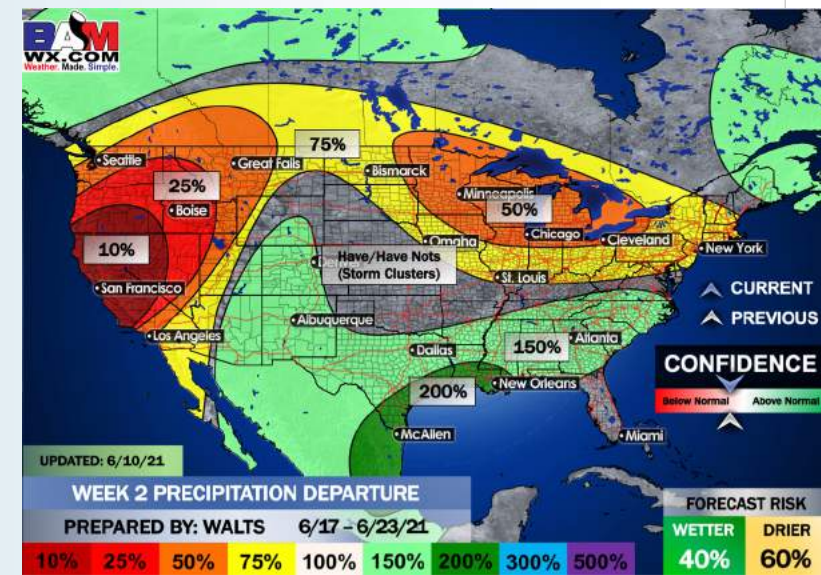 BAM
WX.COM
Weather. Made. Simple.
75%
Seattle
Great Falls
Bismarck
25%
Minneapolis
Boise
50%
10%
Omaha
Chicago
Cleveland
New York
Have/Have Nots
(Storm Clusters)
San Francisco
St. Louis
CURRENT
Albuquerque
PREVIOUS
Los Angeles
Dallas
150%
Atlanta
CONFIDENCE
200%
New Orleans
Below Normal
Above Normal
McAllen
Miami
UPDATED: 6/10/21
WEEK 2 PRECIPITATION DEPARTURE
PREPARED BY: WALTS 6/17 – 6/23/21
FORECAST RISK
WETTER DRIER
40% 60%
10% 25% 50% 75% 100% 150% 200% 300% 500%